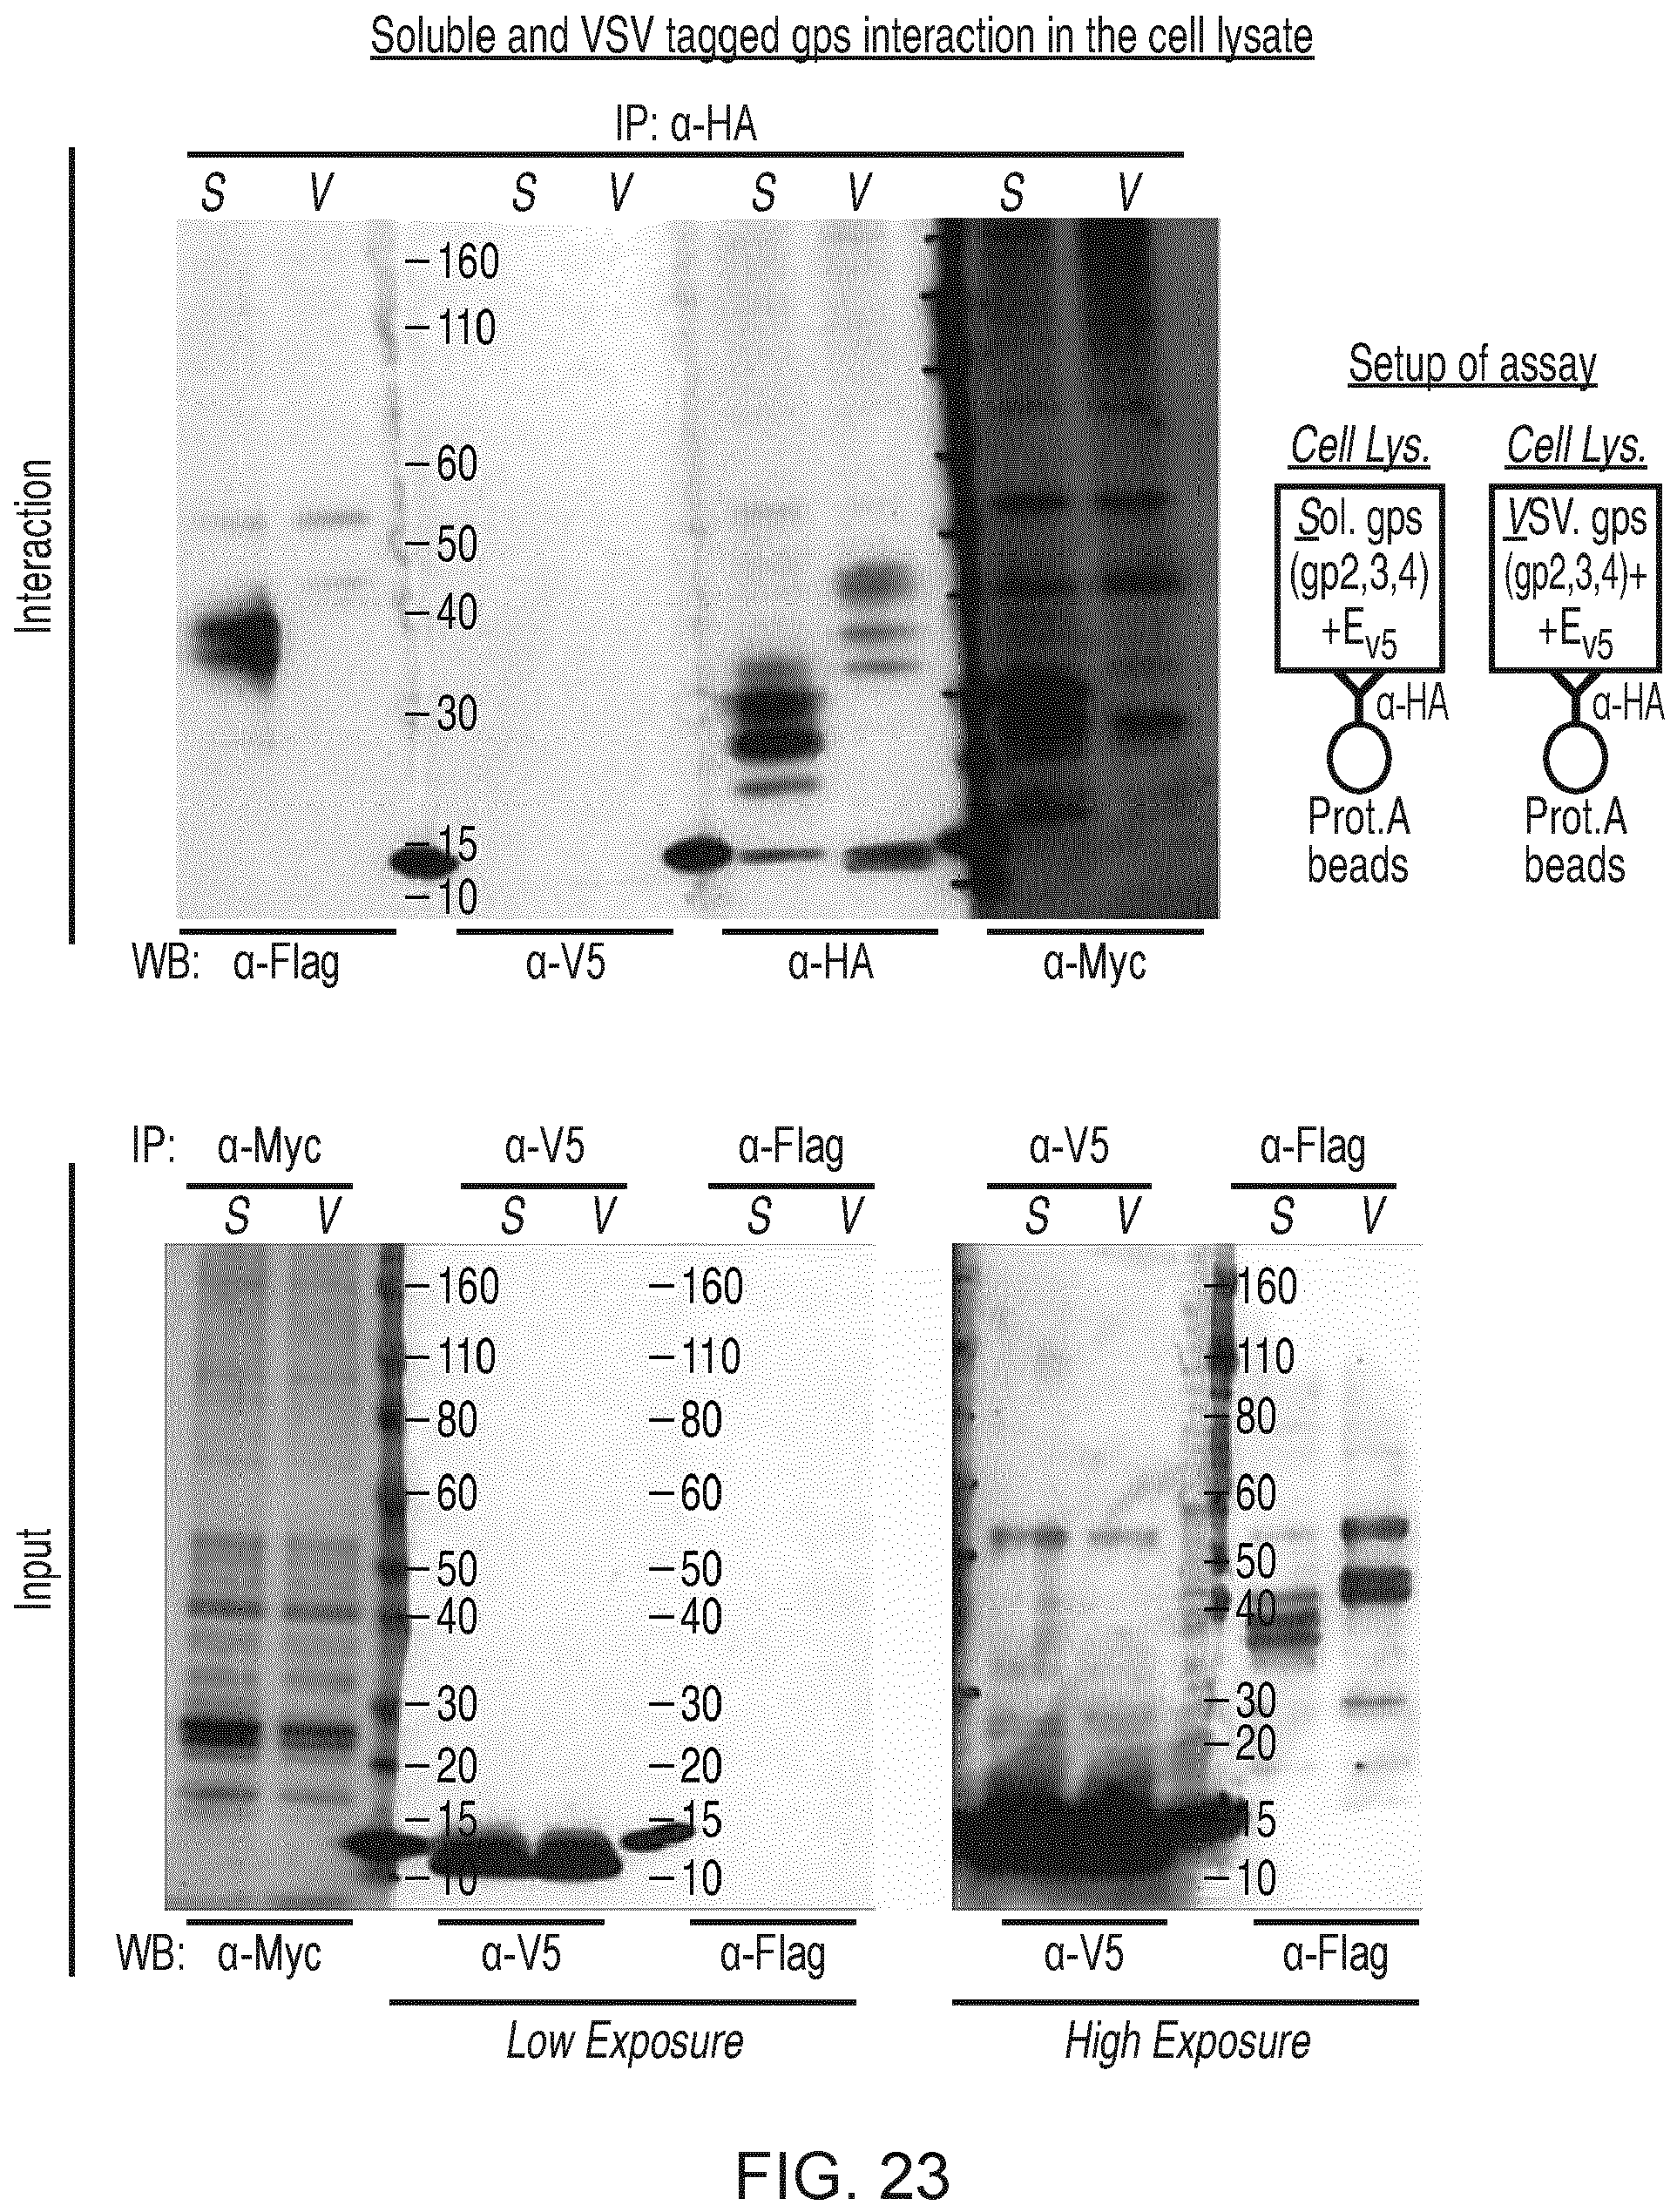 Soluble and VSV tagged gps interaction in the cell lysate
IP: α-HA
S V S V S V S V
Interaction
-160
-110
-60
-50
-40
-30
-15
-10
WB: α-Flag α-V5 α-HA α-Myc
Setup of assay
Cell Lys. Cell Lys.
Sol. gps VSV. gps
(gp2,3,4) (gp2,3,4)+
+Ev5 +Ev5
α-HA α-HA
Prot.A Prot.A
beads beads
IP: α-Myc α-V5 α-Flag α-V5 α-Flag
S V S V S V S V S V
Input
-160 -160 -160
-110 -110 -110
-80 -80 -80
-60 -60 -60
-50 -50 -50
-40 -40 -40
-30 -30 -30
-20 -20 -20
-15 -15 15
-10 -10 -10
WB: α-Myc α-V5 α-Flag α-V5 α-Flag
Low Exposure High Exposure
FIG. 23